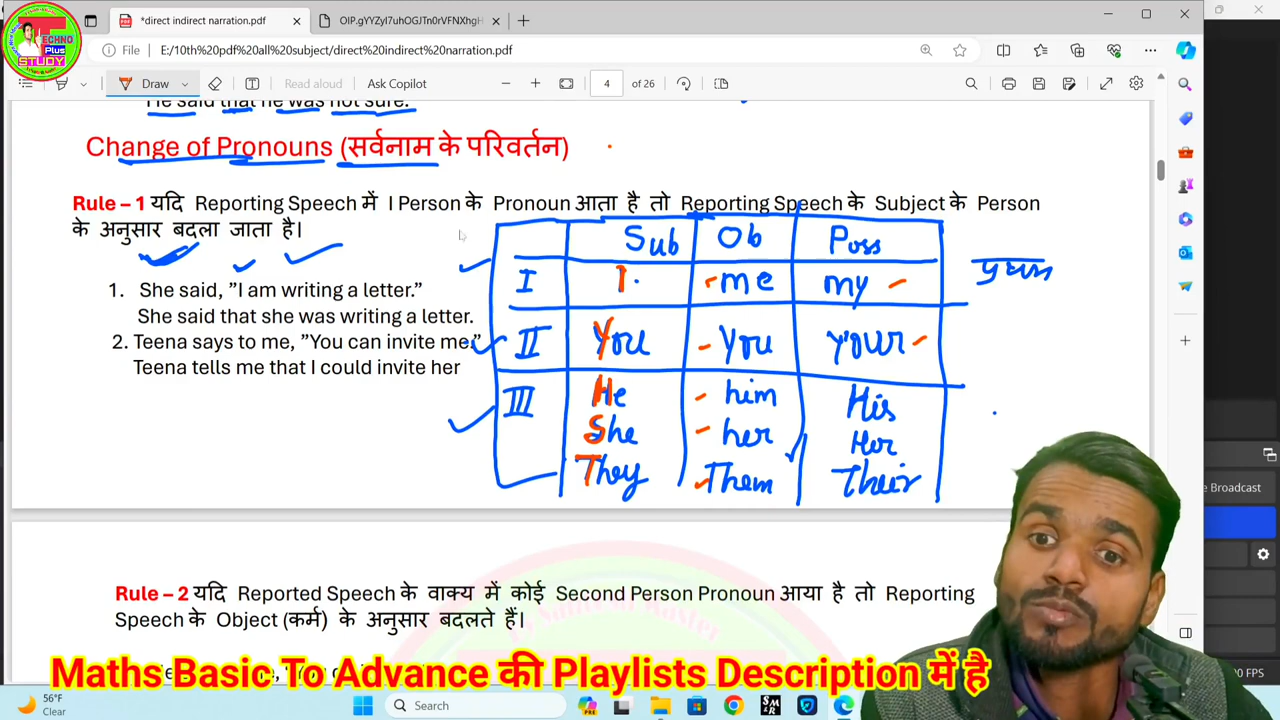 *direct indirect narration.pdf
OIP.gYYZyI7uhOGJTn0rVFNXhgH
TECHNO
Plus
STUDY
File
E:/10th%20pdf%20all%20subject/direct%20indirect%20narration.pdf
Draw
Read aloud
Ask Copilot
4
of 26
He said that he was not sure.
Change of Pronouns (सर्वनाम के परिवर्तन)
Rule – 1 यदि Reporting Speech में I Person के Pronoun आता है तो Reporting Speech के Subject के Person
के अनुसार बदला जाता है।
1. She said, ”I am writing a letter.”
She said that she was writing a letter.
2. Teena says to me, ”You can invite me.”
Teena tells me that I could invite her
Sub Ob Poss
I I me my
II You You your
III He him His
She her Her
They Them Their
Rule – 2 यदि Reported Speech के वाक्य में कोई Second Person Pronoun आया है तो Reporting
Speech के Object (कर्म) के अनुसार बदलते हैं।
Maths Basic To Advance की Playlists Description में है
Broadcast
FPS
56°F
Clear
Search